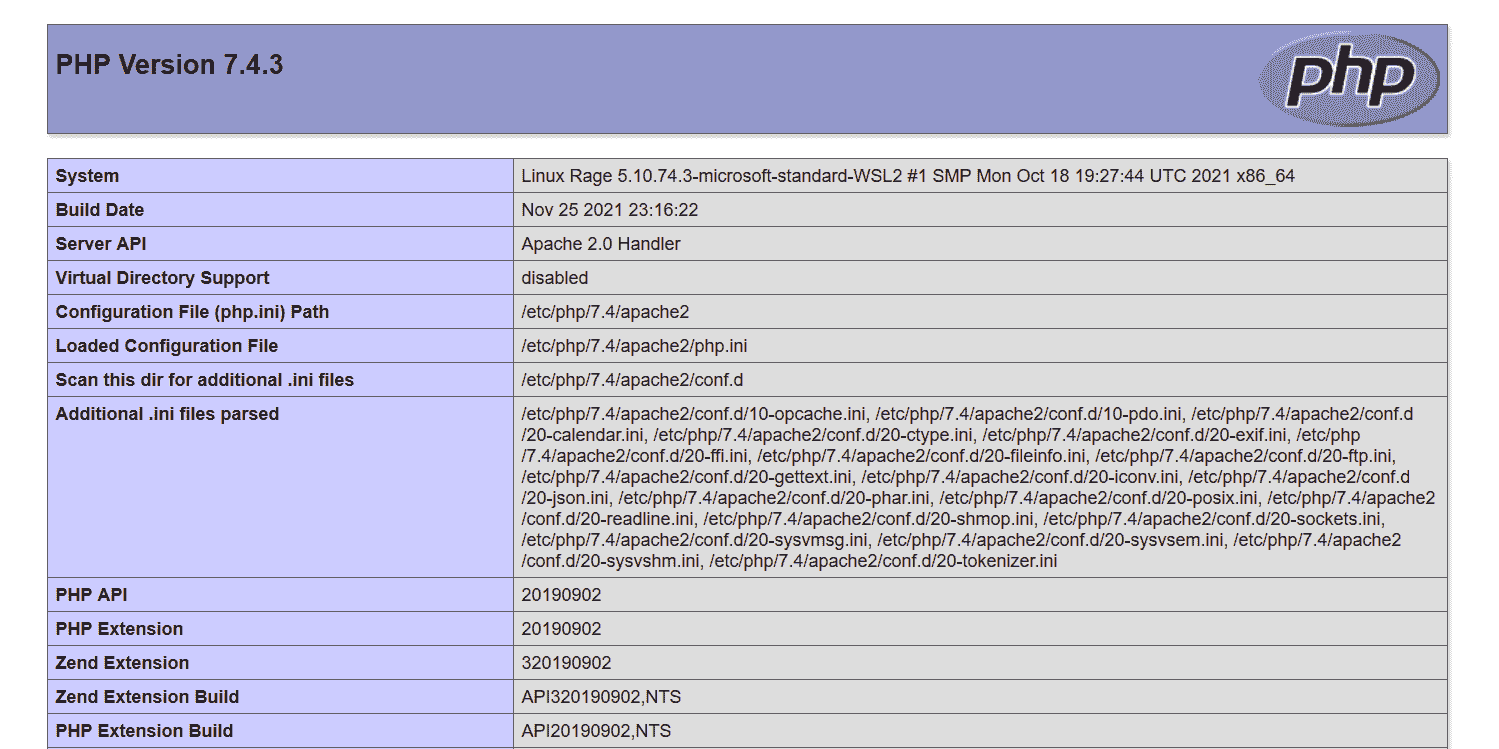 PHP Version 7.4.3
php
System
Linux Rage 5.10.74.3-microsoft-standard-WSL2 #1 SMP Mon Oct 18 19:27:44 UTC 2021 x86_64
Build Date
Nov 25 2021 23:16:22
Server API
Apache 2.0 Handler
Virtual Directory Support
disabled
Configuration File (php.ini) Path
/etc/php/7.4/apache2
Loaded Configuration File
/etc/php/7.4/apache2/php.ini
Scan this dir for additional .ini files
/etc/php/7.4/apache2/conf.d
Additional .ini files parsed
/etc/php/7.4/apache2/conf.d/10-opcache.ini, /etc/php/7.4/apache2/conf.d/10-pdo.ini, /etc/php/7.4/apache2/conf.d
/20-calendar.ini, /etc/php/7.4/apache2/conf.d/20-ctype.ini, /etc/php/7.4/apache2/conf.d/20-exif.ini, /etc/php
/7.4/apache2/conf.d/20-ffi.ini, /etc/php/7.4/apache2/conf.d/20-fileinfo.ini, /etc/php/7.4/apache2/conf.d/20-ftp.ini,
/etc/php/7.4/apache2/conf.d/20-gettext.ini, /etc/php/7.4/apache2/conf.d/20-iconv.ini, /etc/php/7.4/apache2/conf.d
/20-json.ini, /etc/php/7.4/apache2/conf.d/20-phar.ini, /etc/php/7.4/apache2/conf.d/20-posix.ini, /etc/php/7.4/apache2
/conf.d/20-readline.ini, /etc/php/7.4/apache2/conf.d/20-shmop.ini, /etc/php/7.4/apache2/conf.d/20-sockets.ini,
/etc/php/7.4/apache2/conf.d/20-sysvmsg.ini, /etc/php/7.4/apache2/conf.d/20-sysvsem.ini, /etc/php/7.4/apache2
/conf.d/20-sysvshm.ini, /etc/php/7.4/apache2/conf.d/20-tokenizer.ini
PHP API
20190902
PHP Extension
20190902
Zend Extension
320190902
Zend Extension Build
API320190902,NTS
PHP Extension Build
API20190902,NTS